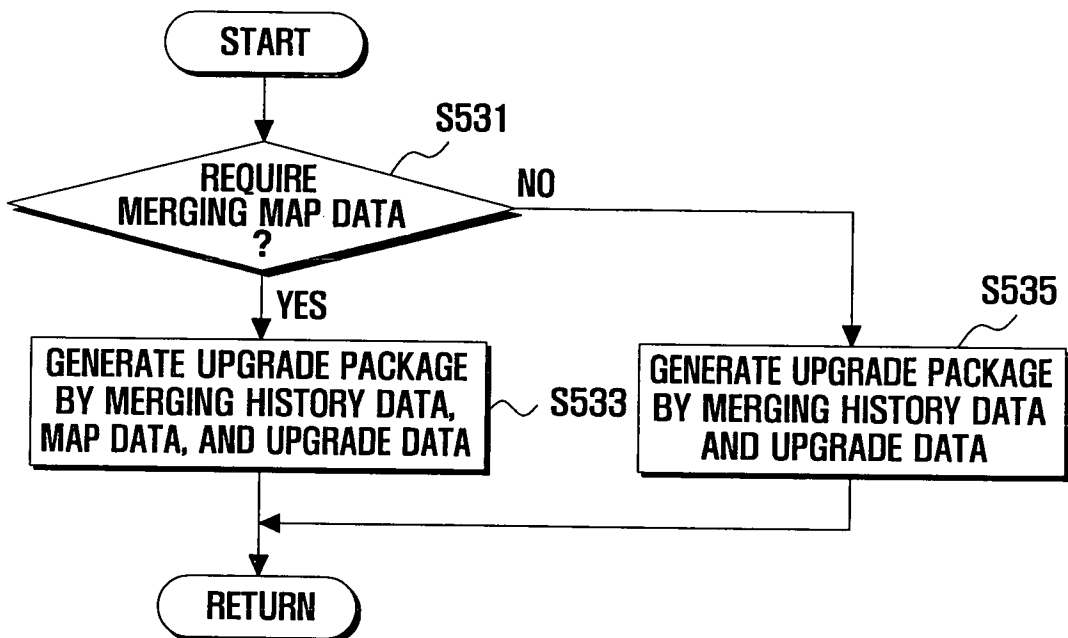 START
S531
REQUIRE
MERGING MAP DATA
?
NO
YES
S535
GENERATE UPGRADE PACKAGE
BY MERGING HISTORY DATA,
MAP DATA, AND UPGRADE DATA
S533
GENERATE UPGRADE PACKAGE
BY MERGING HISTORY DATA
AND UPGRADE DATA
RETURN